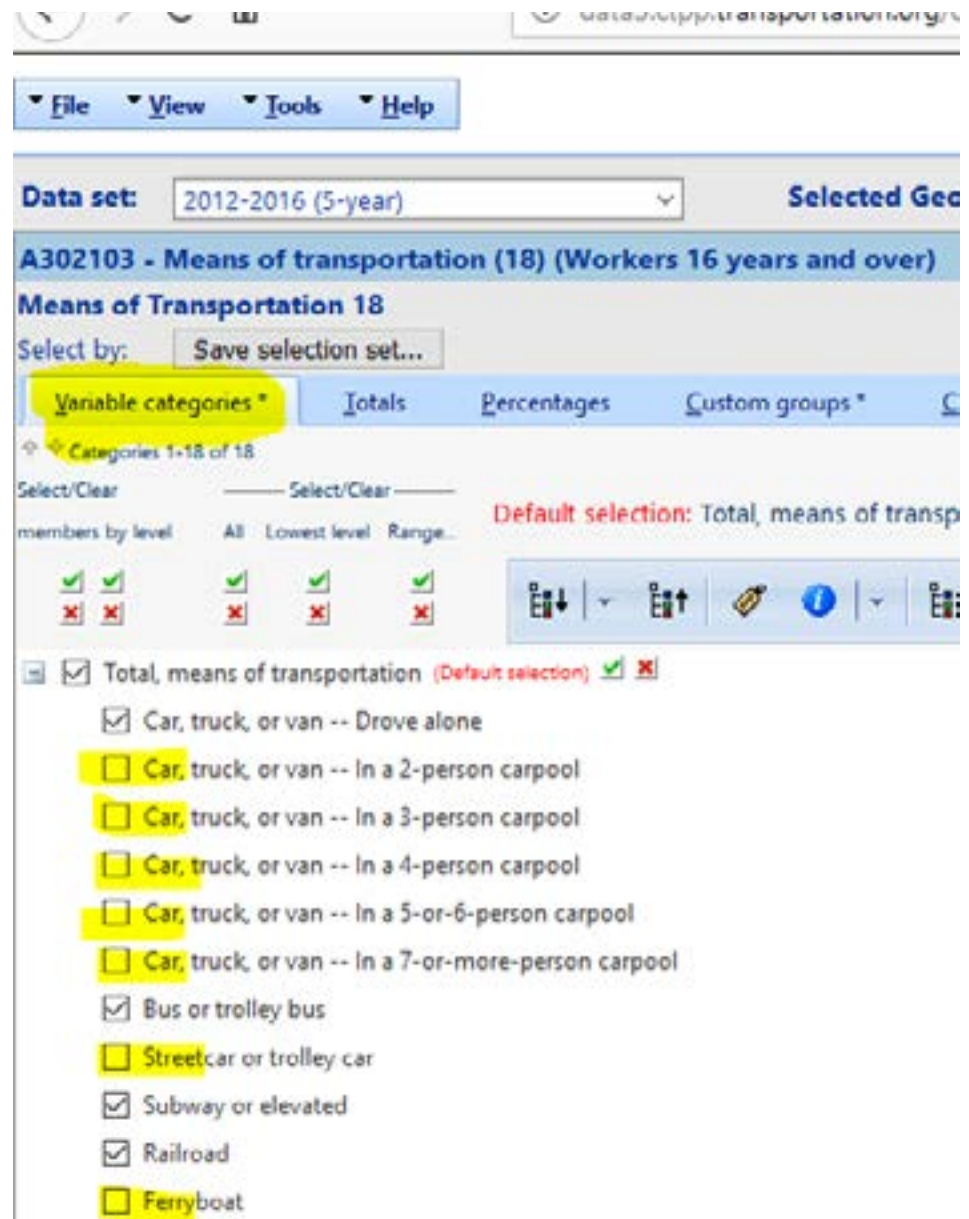 data5.ctpp.transportation.org/
File View Tools Help
Data set: 2012-2016 (5-year) Selected Geo
A302103 - Means of transportation (18) (Workers 16 years and over)
Means of Transportation 18
Select by: Save selection set...
Variable categories * Totals Percentages Custom groups * C
Categories 1-18 of 18
Select/Clear Select/Clear
members by level All Lowest level Range...
Default selection: Total, means of transp
Total, means of transportation (Default selection)
Car, truck, or van -- Drove alone
Car, truck, or van -- In a 2-person carpool
Car, truck, or van -- In a 3-person carpool
Car, truck, or van -- In a 4-person carpool
Car, truck, or van -- In a 5-or-6-person carpool
Car, truck, or van -- In a 7-or-more-person carpool
Bus or trolley bus
Streetcar or trolley car
Subway or elevated
Railroad
Ferryboat